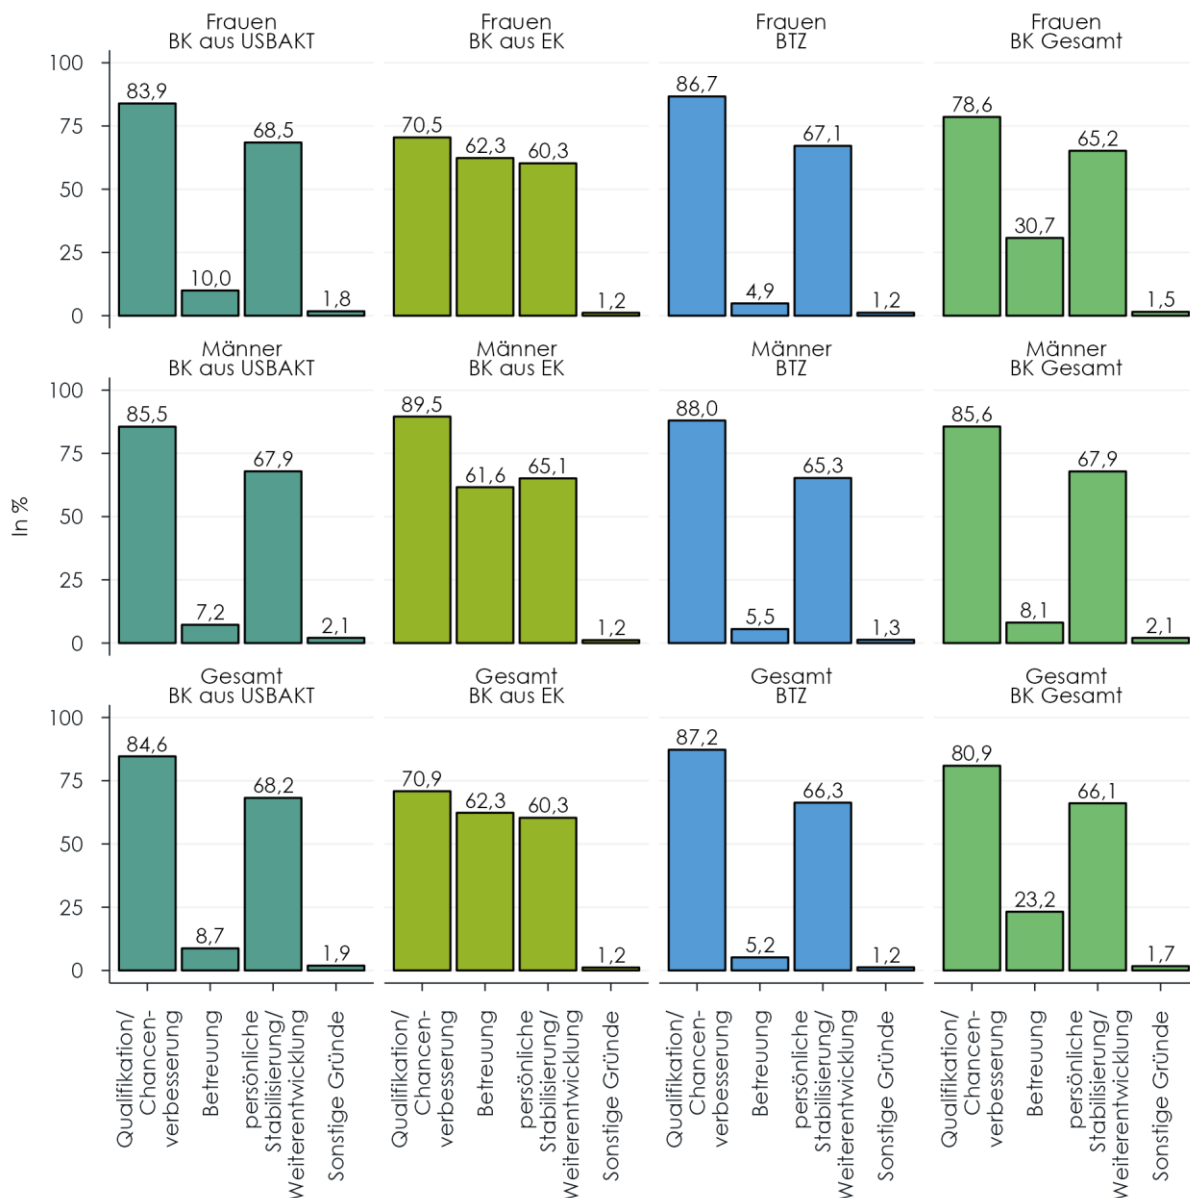 Frauen
BK aus USBAKT
Frauen
BK aus EK
Frauen
BTZ
Frauen
BK Gesamt
100
75
50
25
0
83,9
10,0
68,5
1,8
70,5
62,3
60,3
1,2
86,7
4,9
67,1
1,2
78,6
30,7
65,2
1,5
Männer
BK aus USBAKT
Männer
BK aus EK
Männer
BTZ
Männer
BK Gesamt
In %
100
75
50
25
0
85,5
7,2
67,9
2,1
89,5
61,6
65,1
1,2
88,0
5,5
65,3
1,3
85,6
8,1
67,9
2,1
Gesamt
BK aus USBAKT
Gesamt
BK aus EK
Gesamt
BTZ
Gesamt
BK Gesamt
100
75
50
25
0
84,6
8,7
68,2
1,9
70,9
62,3
60,3
1,2
87,2
5,2
66,3
1,2
80,9
23,2
66,1
1,7
Qualifikation/
Chancen-
verbesserung
Betreuung
persönliche
Stabilisierung/
Weiterentwicklung
Sonstige Gründe
Qualifikation/
Chancen-
verbesserung
Betreuung
persönliche
Stabilisierung/
Weiterentwicklung
Sonstige Gründe
Qualifikation/
Chancen-
verbesserung
Betreuung
persönliche
Stabilisierung/
Weiterentwicklung
Sonstige Gründe
Qualifikation/
Chancen-
verbesserung
Betreuung
persönliche
Stabilisierung/
Weiterentwicklung
Sonstige Gründe